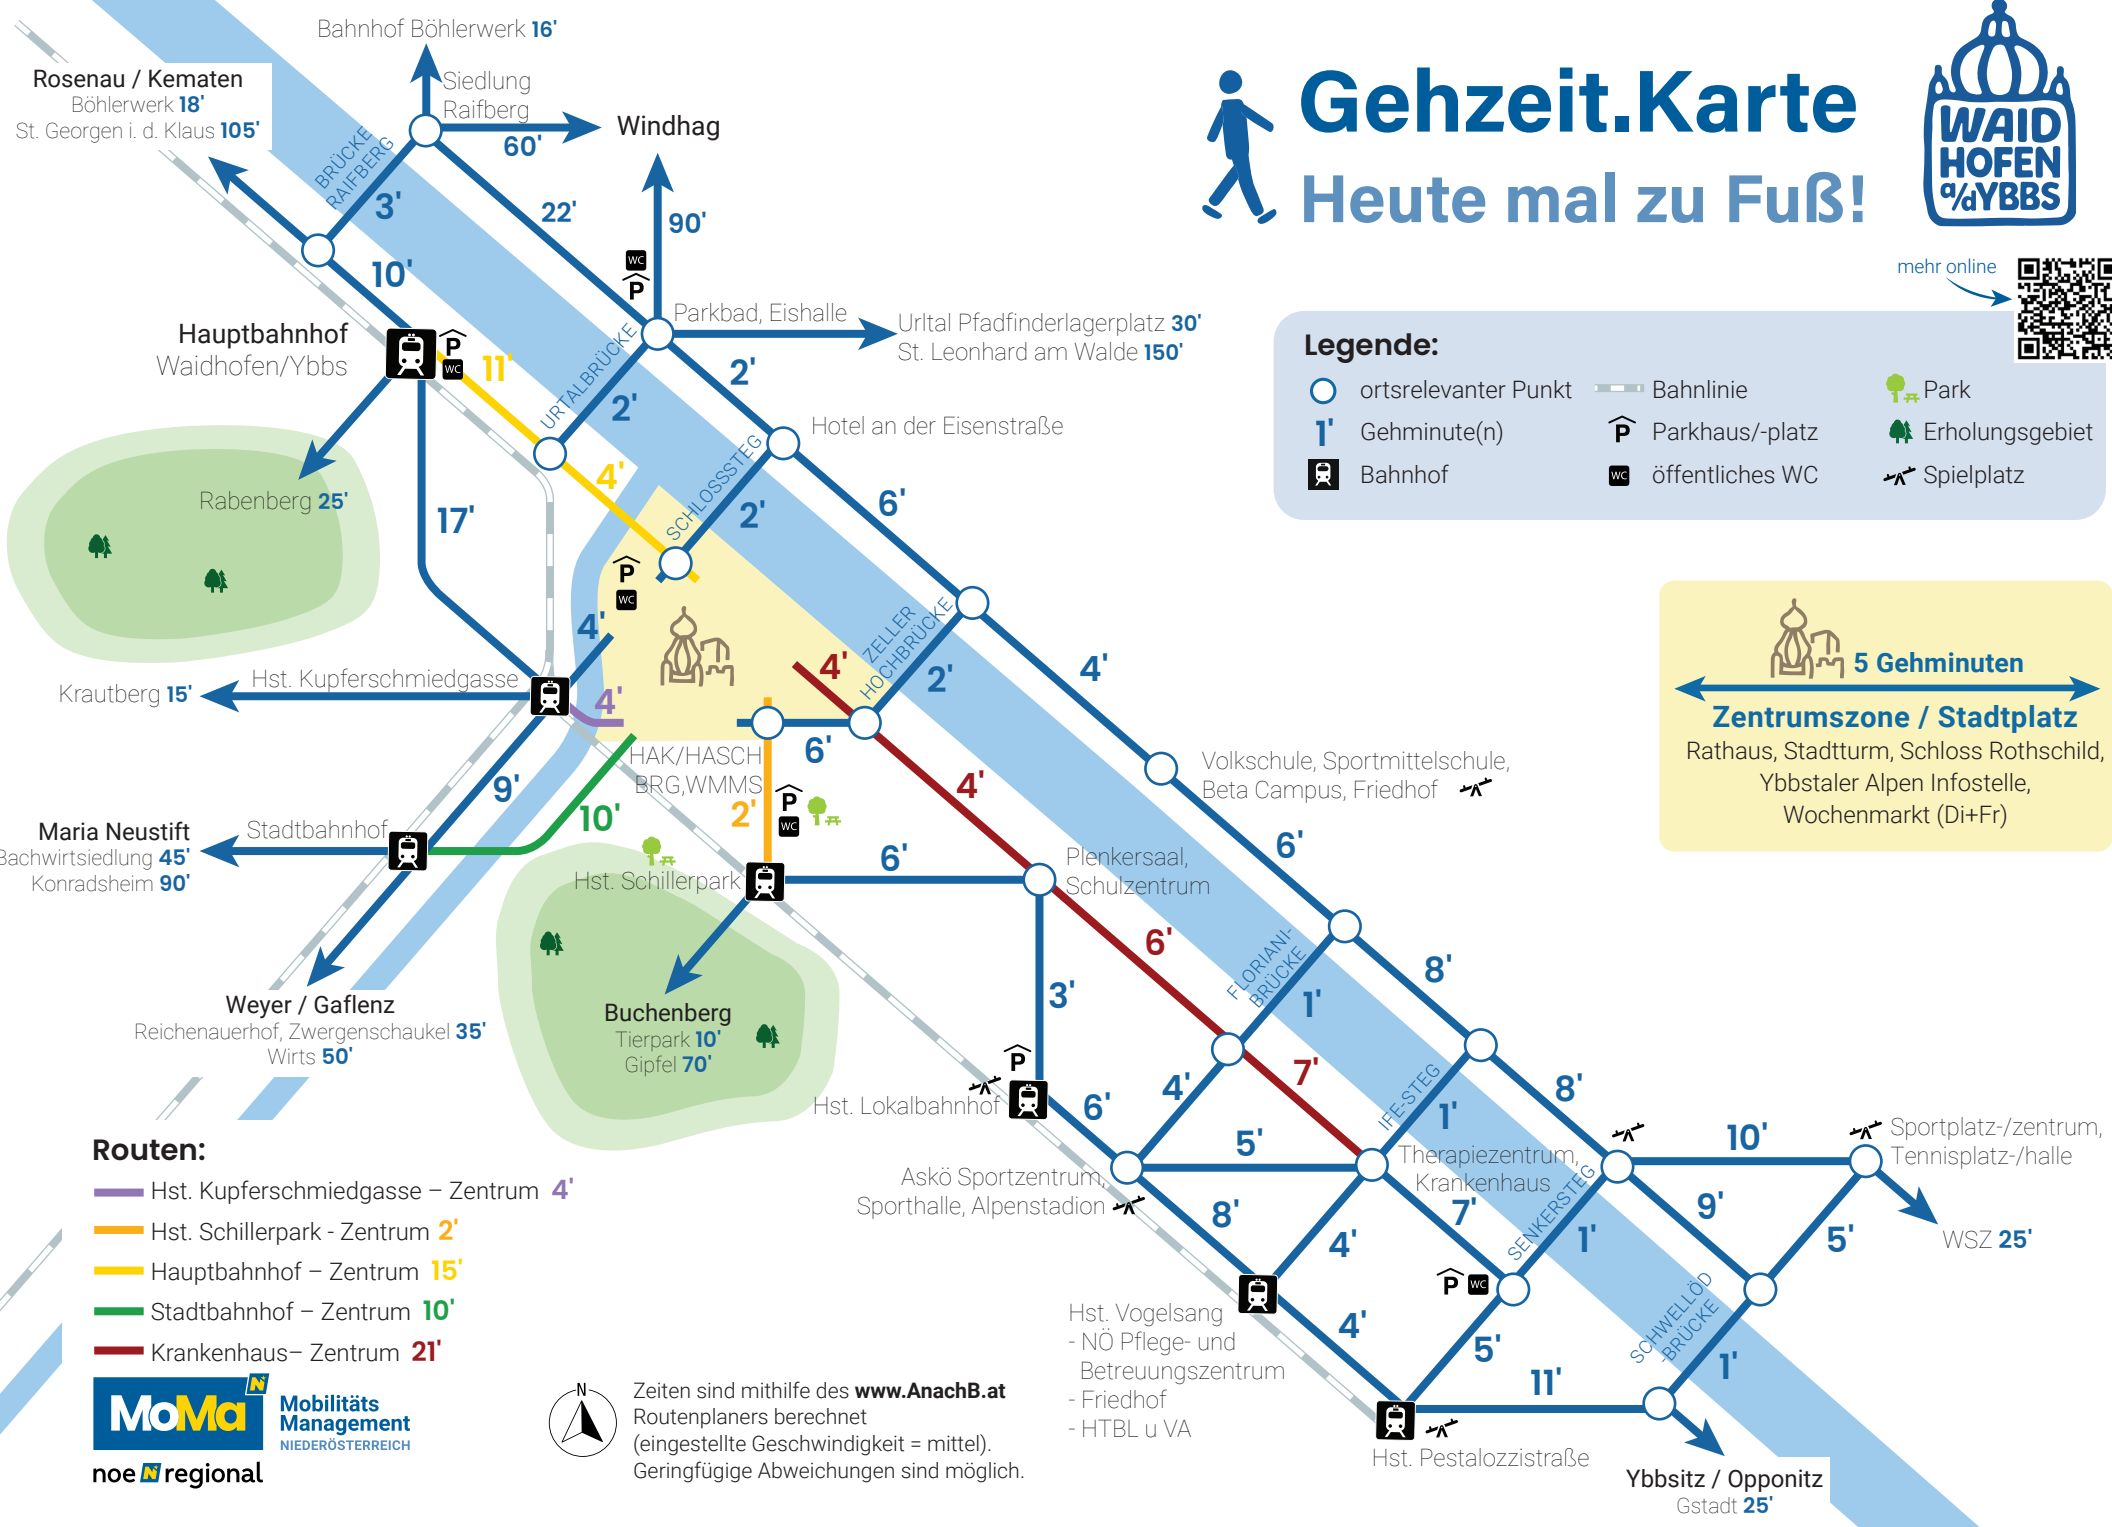 Gehzeit.Karte
Heute mal zu Fuß!
WAID
HOFEN
a/dYBBS
mehr online
Bahnhof Böhlerwerk 16'
Rosenau / Kematen
Böhlerwerk 18'
St. Georgen i. d. Klaus 105'
Siedlung
Raifberg
60'
Windhag
BRÜCKE
RAIFBERG
3'
22'
90'
10'
WC
P
Hauptbahnhof
Waidhofen/Ybbs
P
WC
11'
Parkbad, Eishalle
Urltal Pfadfinderlagerplatz 30'
St. Leonhard am Walde 150'
URTALBRÜCKE
2'
2'
Hotel an der Eisenstraße
Rabenberg 25'
17'
4'
SCHLOSSSTEG
2'
6'
Legende:
ortsrelevanter Punkt
Bahnlinie
Park
1'
Gehminute(n)
P
Parkhaus/-platz
Erholungsgebiet
Bahnhof
WC
öffentliches WC
Spielplatz
P
WC
4'
4'
ZELLER
HOCHBRÜCKE
2'
4'
5 Gehminuten
Zentrumszone / Stadtplatz
Rathaus, Stadtturm, Schloss Rothschild,
Ybbstaler Alpen Infostelle,
Wochenmarkt (Di+Fr)
Krautberg 15'
Hst. Kupferschmiedgasse
4'
6'
HAK/HASCH
BRG,WMMS
9'
10'
2'
P
WC
4'
Volkschule, Sportmittelschule,
Beta Campus, Friedhof
6'
Maria Neustift
Bachwirtsiedlung 45'
Konradsheim 90'
Stadtbahnhof
Hst. Schillerpark
6'
Plenkersaal,
Schulzentrum
6'
8'
FLORIANI-
BRÜCKE
1'
3'
Weyer / Gaflenz
Reichenauerhof, Zwergenschaukel 35'
Wirts 50'
Buchenberg
Tierpark 10'
Gipfel 70'
P
Hst. Lokalbahnhof
6'
4'
7'
5'
IFE-STEG
1'
8'
10'
Sportplatz-/zentrum,
Tennisplatz-/halle
Askö Sportzentrum,
Sporthalle, Alpenstadion
Therapiezentrum,
Krankenhaus
8'
4'
7'
SENKERSTEG
1'
9'
5'
WSZ 25'
P
WC
Hst. Vogelsang
- NÖ Pflege- und
Betreuungszentrum
- Friedhof
- HTBL u VA
4'
5'
SCHWELLÖD
-BRÜCKE
1'
11'
Hst. Pestalozzistraße
Ybbsitz / Opponitz
Gstadt 25'
Routen:
Hst. Kupferschmiedgasse – Zentrum 4'
Hst. Schillerpark - Zentrum 2'
Hauptbahnhof – Zentrum 15'
Stadtbahnhof – Zentrum 10'
Krankenhaus– Zentrum 21'
MoMa N
Mobilitäts
Management
NIEDERÖSTERREICH
noe N regional
N
Zeiten sind mithilfe des www.AnachB.at
Routenplaners berechnet
(eingestellte Geschwindigkeit = mittel).
Geringfügige Abweichungen sind möglich.